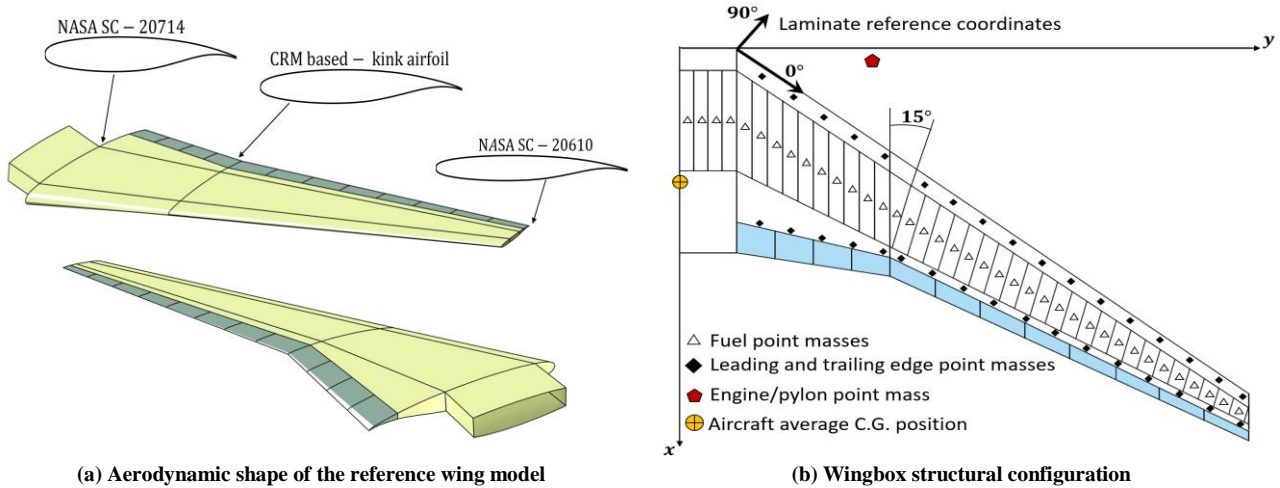 NASA SC − 20714
CRM based − kink airfoil
NASA SC − 20610
(a) Aerodynamic shape of the reference wing model
90°
Laminate reference coordinates
y
0°
15°
Fuel point masses
Leading and trailing edge point masses
Engine/pylon point mass
Aircraft average C.G. position
x
(b) Wingbox structural configuration